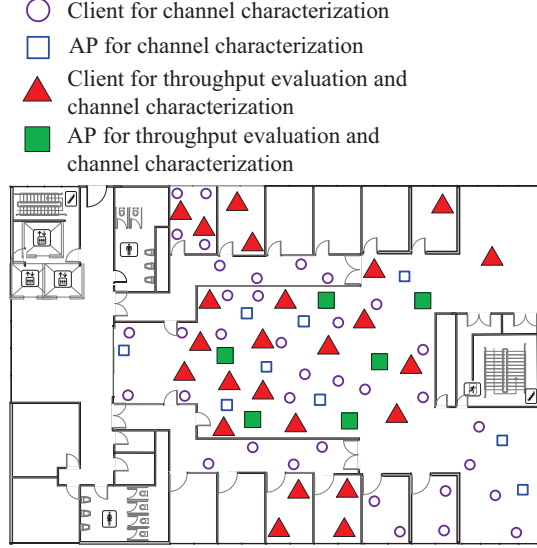 Client for channel characterization
AP for channel characterization
Client for throughput evaluation and
channel characterization
AP for throughput evaluation and
channel characterization